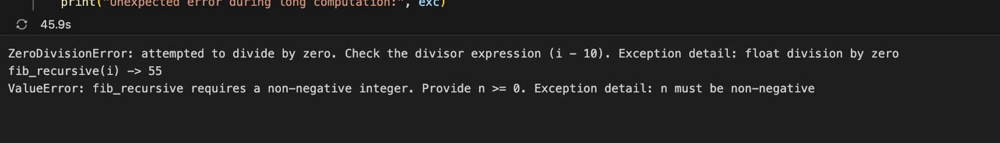 print("Unexpected error during long computation:", exc)
45.9s
ZeroDivisionError: attempted to divide by zero. Check the divisor expression (i - 10). Exception detail: float division by zero
fib_recursive(i) -> 55
ValueError: fib_recursive requires a non-negative integer. Provide n >= 0. Exception detail: n must be non-negative